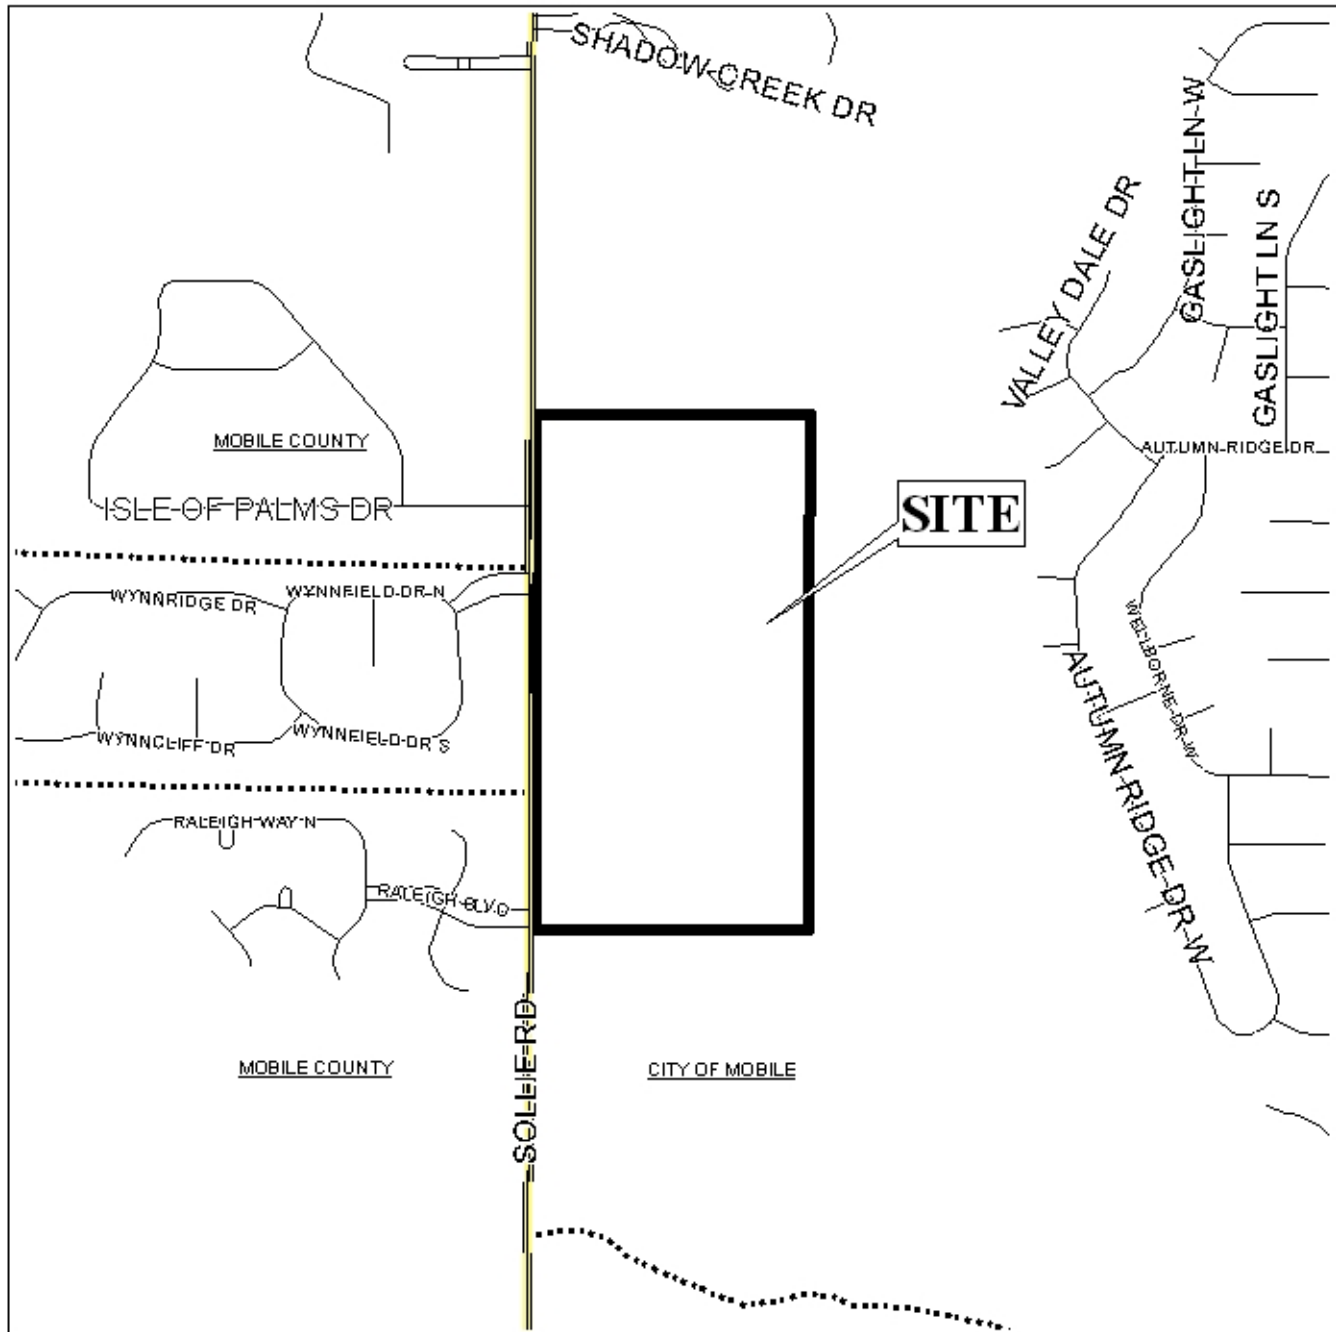 SHADOW CREEK DR
GASLIGHT LN W
VALLEY DALE DR
GASLIGHT LN S
MOBILE COUNTY
AUTUMN RIDGE DR
ISLE OF PALMS DR
SITE
WYNNRIDGE DR
WYNNFIELD DR N
WELLBORNE DR W
AUTUMN RIDGE DR W
WYNNCLIFF DR
WYNNFIELD DR S
RALEIGH WAY N
RALEIGH BLVD
SOLLIE RD
MOBILE COUNTY
CITY OF MOBILE